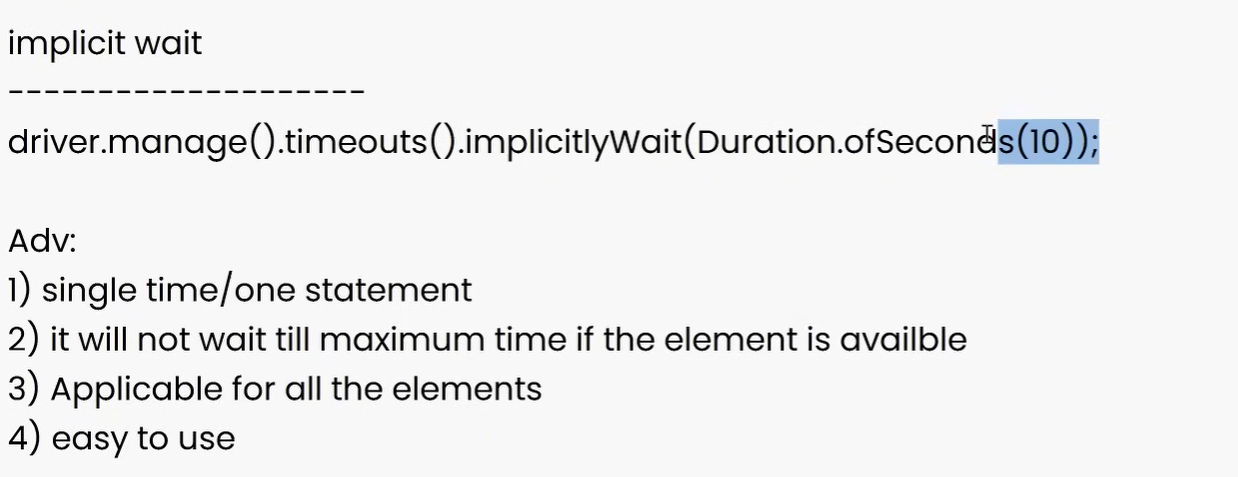 implicit wait
--------------------
driver.manage().timeouts().implicitlyWait(Duration.ofSeconds(10));
Adv:
1) single time/one statement
2) it will not wait till maximum time if the element is availble
3) Applicable for all the elements
4) easy to use